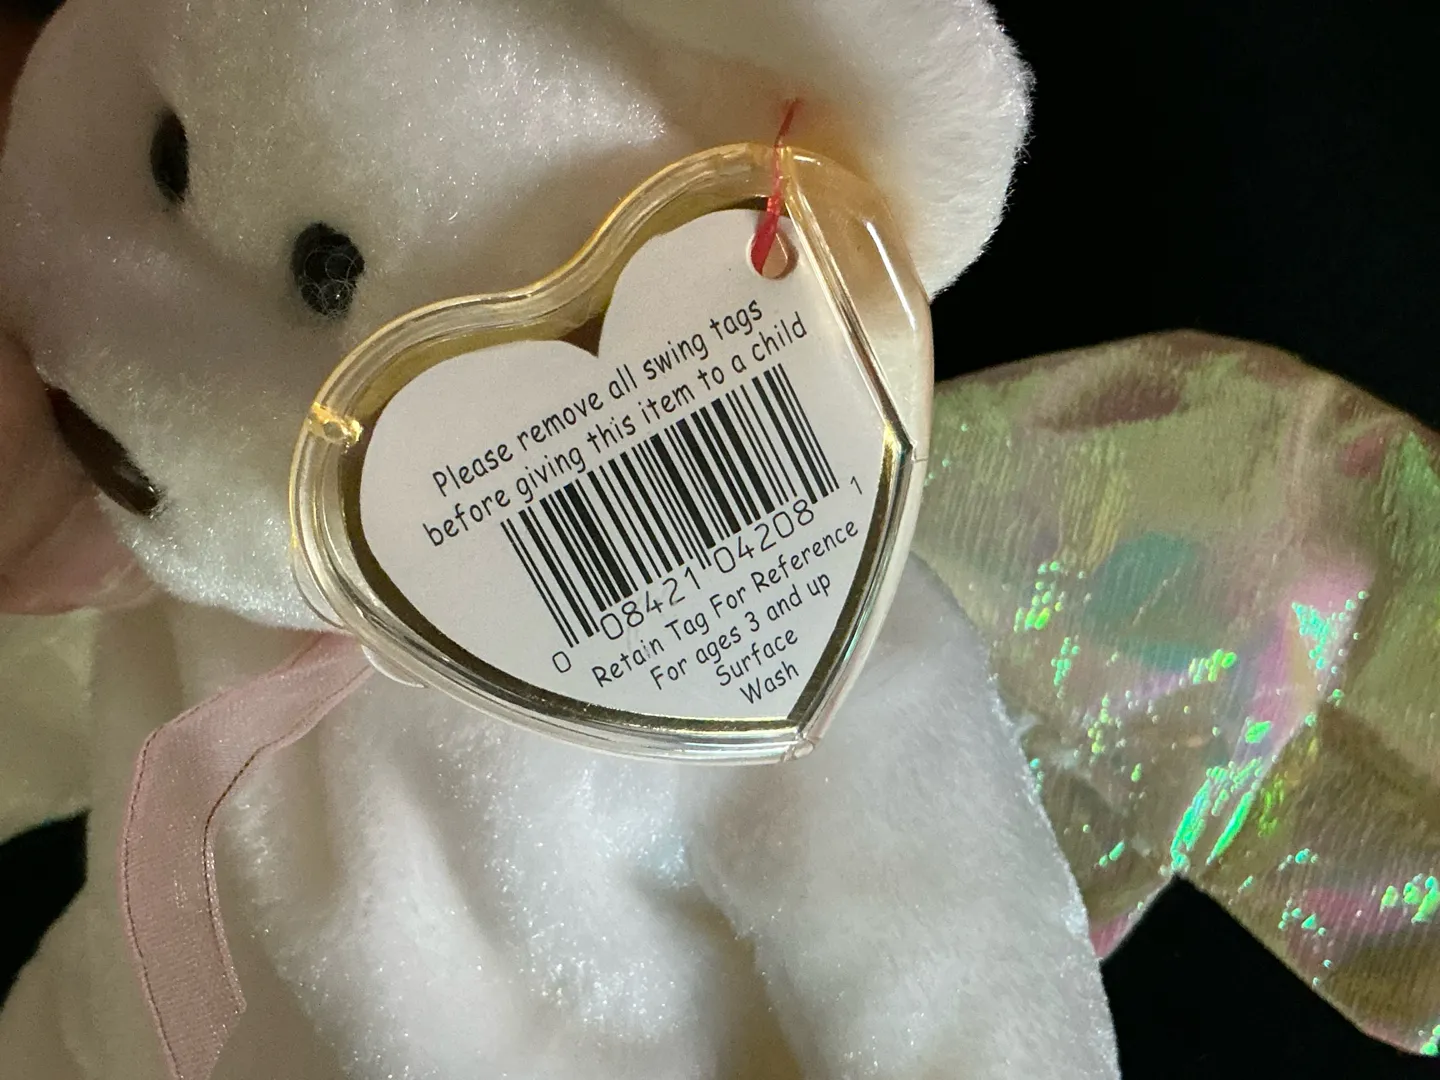 Please remove all swing tags
before giving this item to a child
0 08421 04208 1
Retain Tag For Reference
For ages 3 and up
Surface
Wash